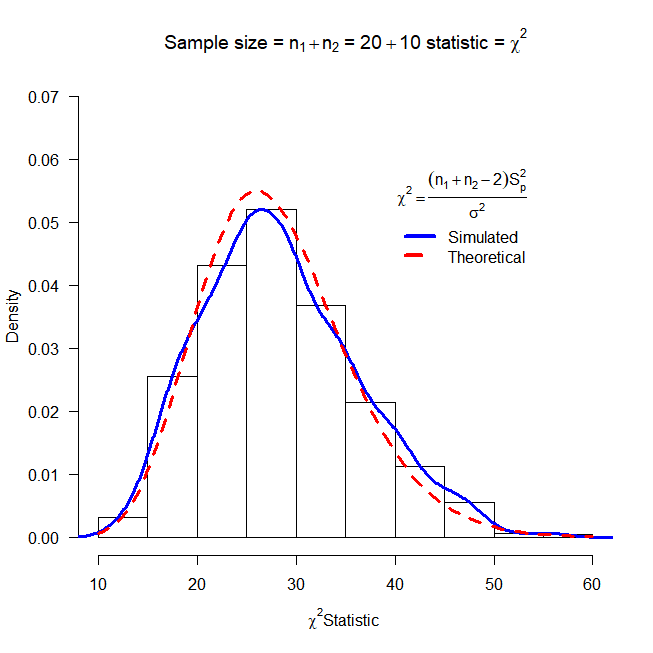 Sample size = n₁+n₂ = 20+10 statistic = χ²
0.07
0.06
0.05
0.04
0.03
0.02
0.01
0.00
Density
χ² = (n₁+n₂−2)S²ₚ / σ²
Simulated
Theoretical
10 20 30 40 50 60
χ²Statistic